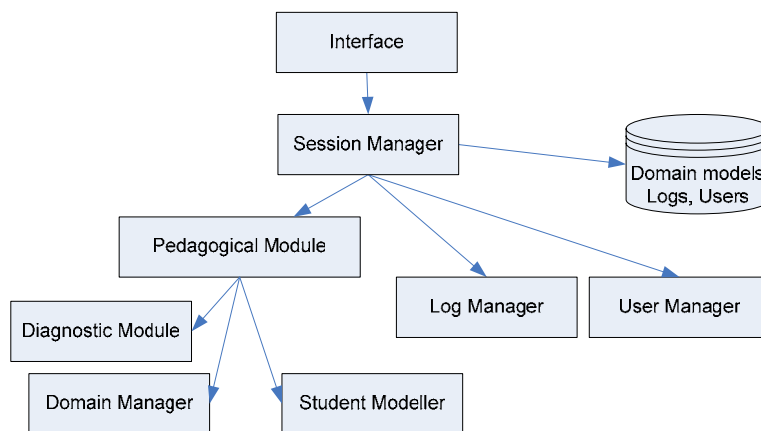 Interface
Session Manager
Domain models
Logs, Users
Pedagogical Module
Log Manager
User Manager
Diagnostic Module
Domain Manager
Student Modeller